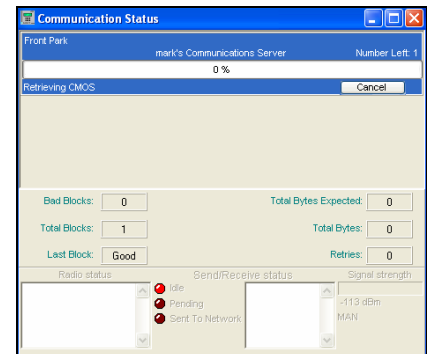 Communication Status
Front Park
mark's Communications Server Number Left: 1
0 %
Retrieving CMOS Cancel
Bad Blocks: 0 Total Bytes Expected: 0
Total Blocks: 1 Total Bytes: 0
Last Block: Good Retries: 0
Radio status Send/Receive status Signal strength
Idle
Pending -113 dBm
Sent To Network MAN